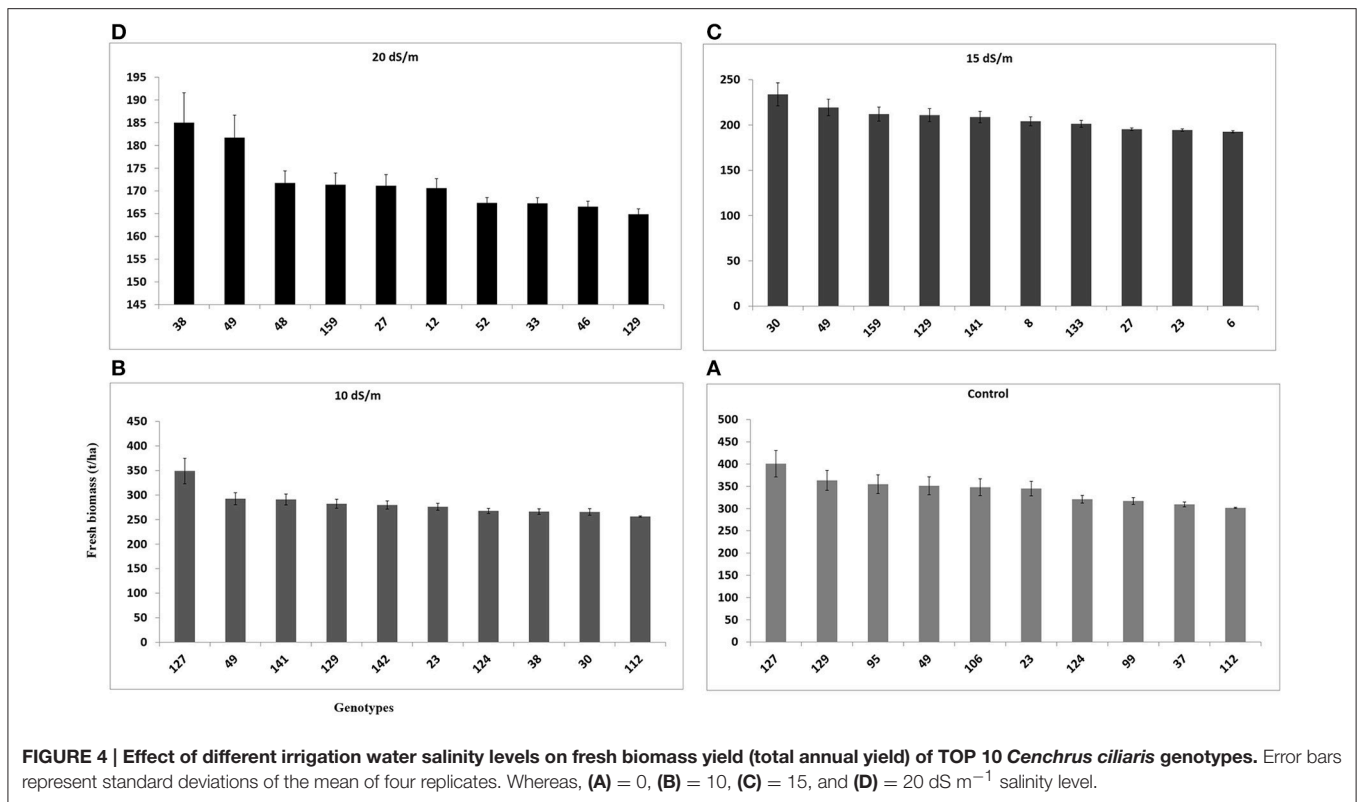 D
20 dS/m
195
190
185
180
175
170
165
160
155
150
145
38 49 48 159 27 12 52 33 46 129
C
15 dS/m
250
200
150
100
50
0
30 49 159 129 141 8 133 27 23 6
B
10 dS/m
Fresh biomass (t/ha)
450
400
350
300
250
200
150
100
50
0
127 49 141 129 142 23 124 38 30 112
Genotypes
A
Control
500
450
400
350
300
250
200
150
100
50
0
127 129 95 49 106 23 124 99 37 112
FIGURE 4 | Effect of different irrigation water salinity levels on fresh biomass yield (total annual yield) of TOP 10 Cenchrus ciliaris genotypes. Error bars
represent standard deviations of the mean of four replicates. Whereas, (A) = 0, (B) = 10, (C) = 15, and (D) = 20 dS m⁻¹ salinity level.